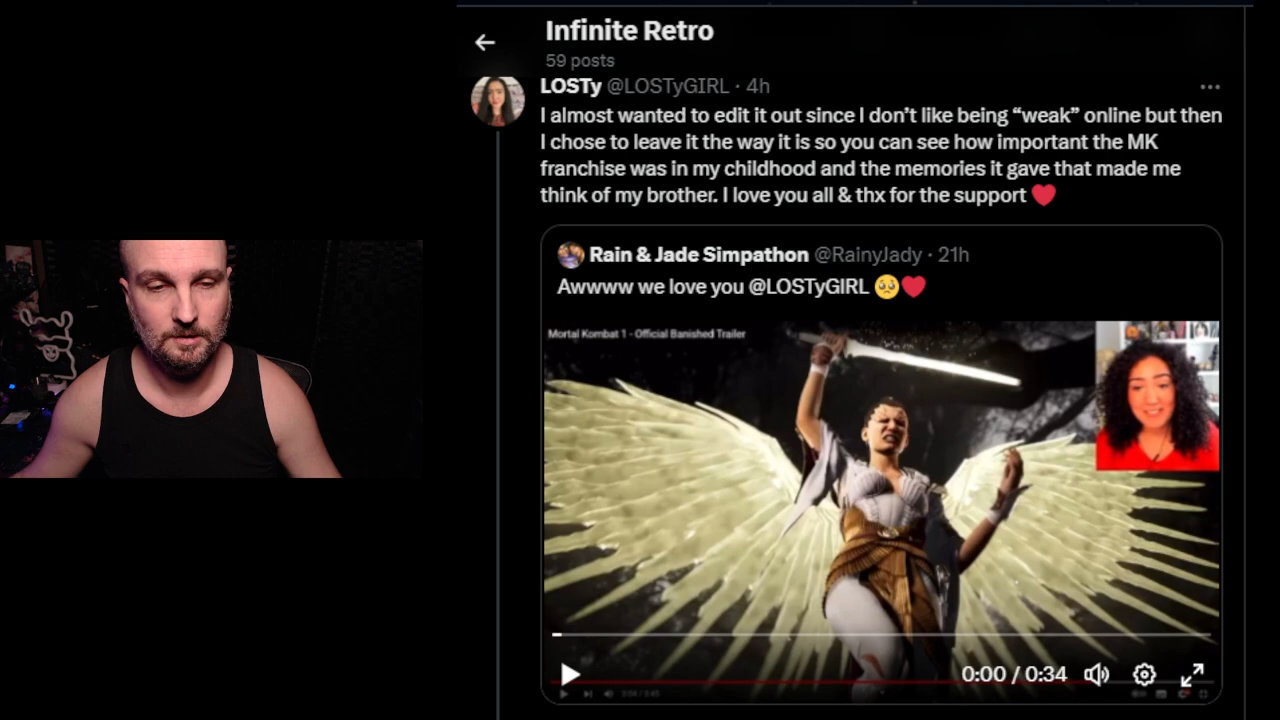 Infinite Retro
59 posts
LOSTy @LOSTyGIRL · 4h
I almost wanted to edit it out since I don’t like being “weak” online but then
I chose to leave it the way it is so you can see how important the MK
franchise was in my childhood and the memories it gave that made me
think of my brother. I love you all & thx for the support ❤️
Rain & Jade Simpathon @RainyJady · 21h
Awwww we love you @LOSTyGIRL 🥺❤️
Mortal Kombat 1 - Official Banished Trailer
0:00 / 0:34